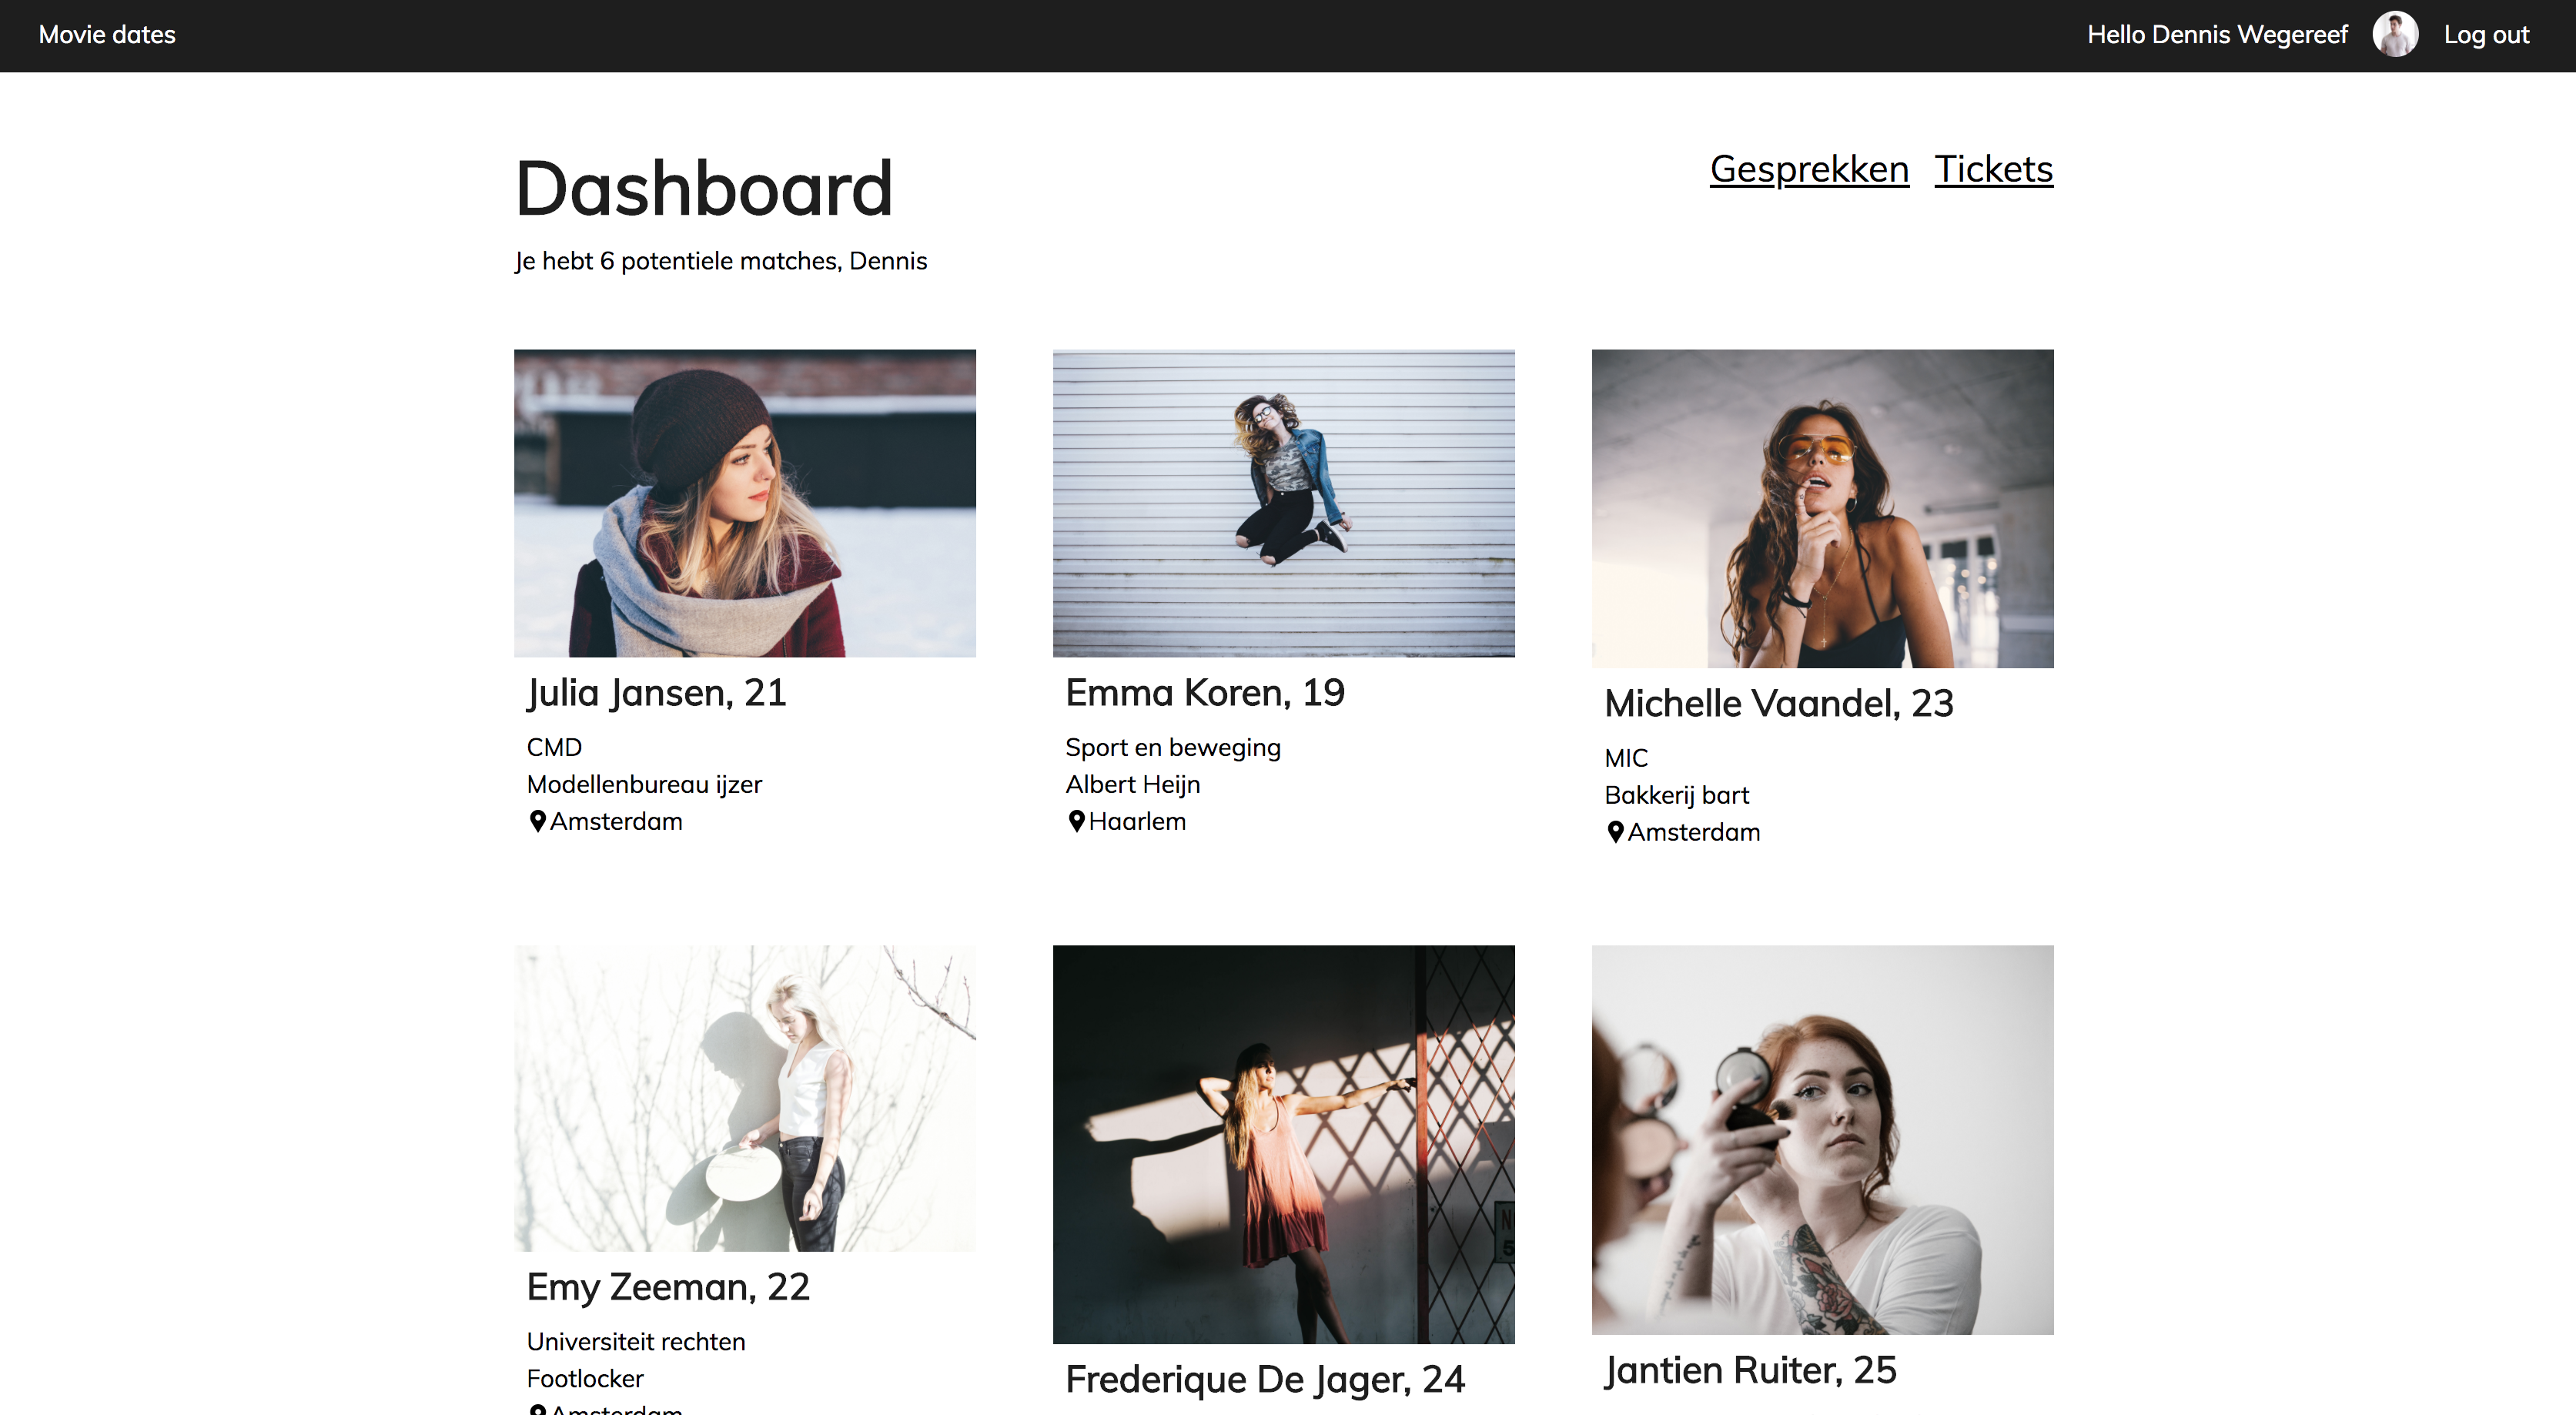 Movie dates
Hello Dennis Wegereef
Log out
Dashboard
Gesprekken Tickets
Je hebt 6 potentiele matches, Dennis
Julia Jansen, 21
CMD
Modellenbureau ijzer
Amsterdam
Emma Koren, 19
Sport en beweging
Albert Heijn
Haarlem
Michelle Vaandel, 23
MIC
Bakkerij bart
Amsterdam
Emy Zeeman, 22
Universiteit rechten
Footlocker
Amsterdam
Frederique De Jager, 24
Jantien Ruiter, 25